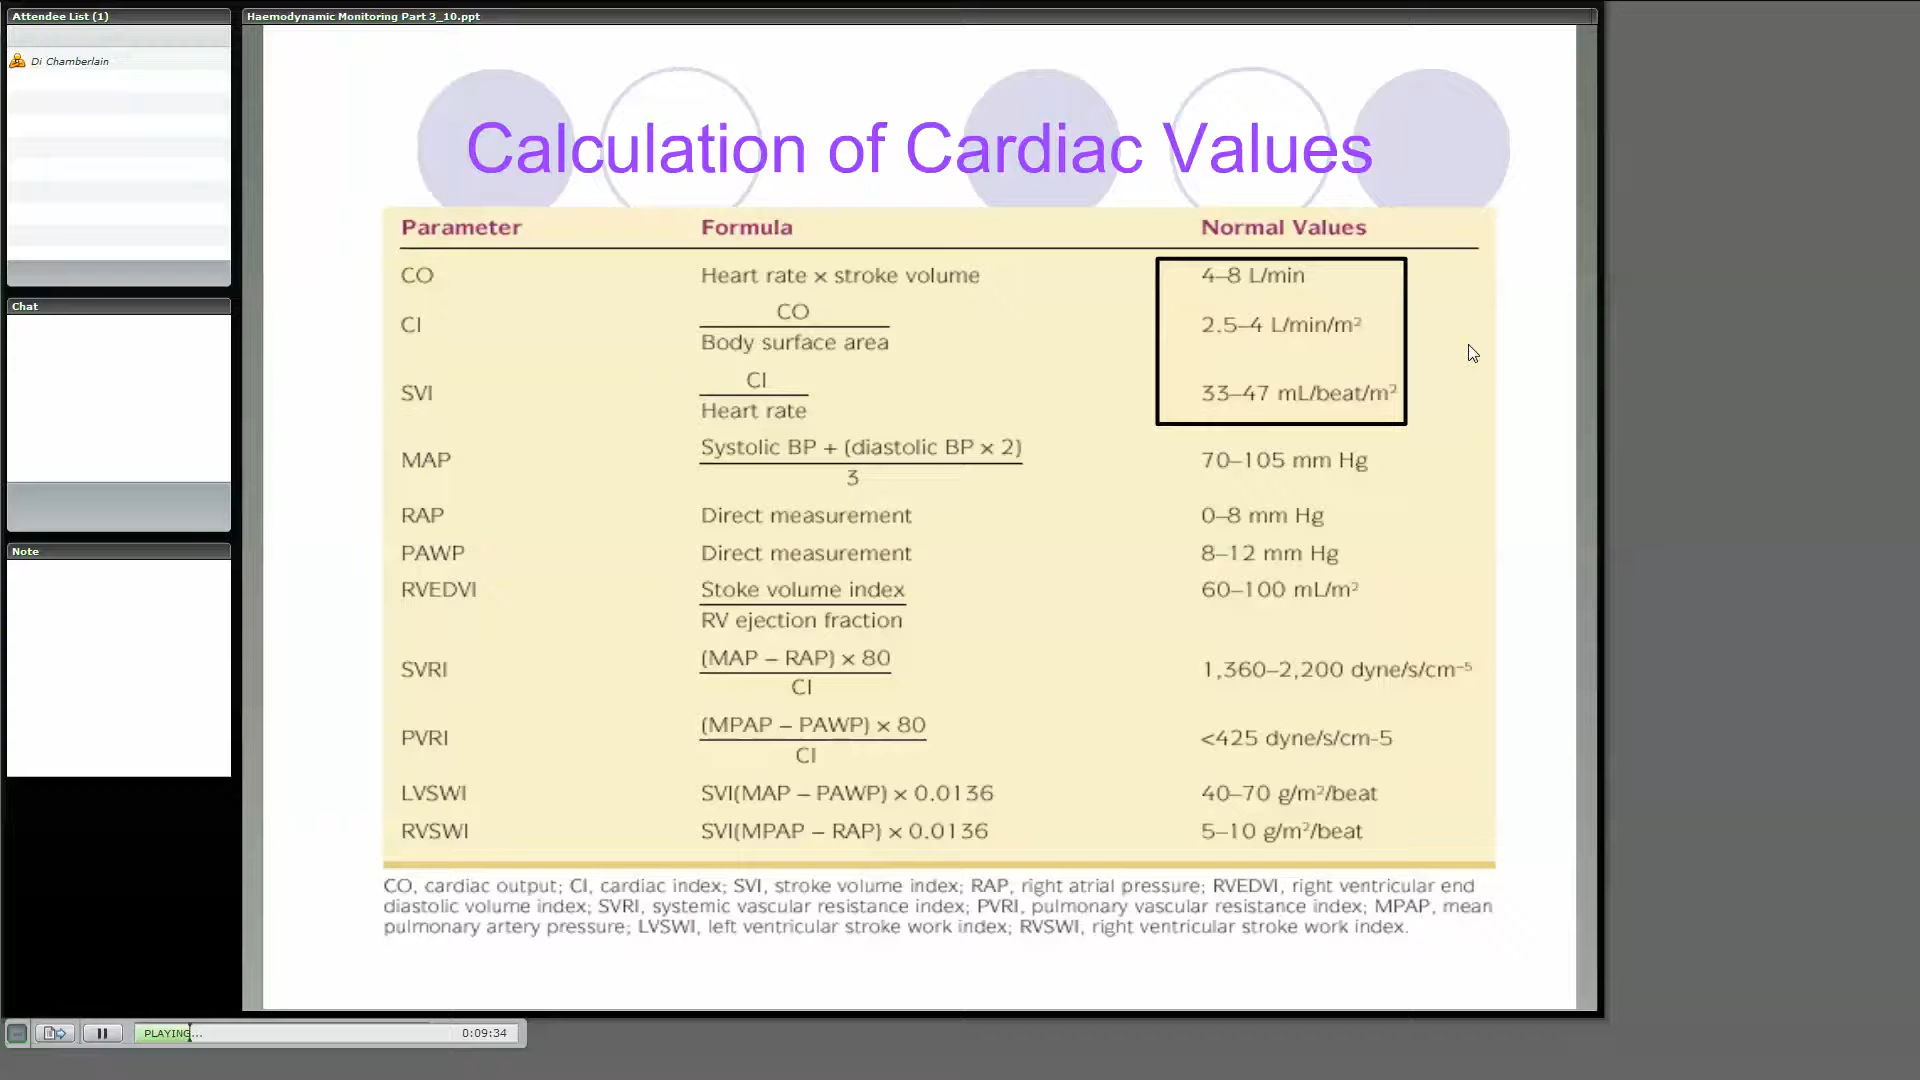 Attendee List (1)
Di Chamberlain
Chat
Note
Haemodynamic Monitoring Part 3_10.ppt
Calculation of Cardiac Values
Parameter Formula Normal Values
CO Heart rate × stroke volume 4–8 L/min
CI CO 2.5–4 L/min/m²
Body surface area
SVI CI 33–47 mL/beat/m²
Heart rate
MAP Systolic BP + (diastolic BP × 2) 70–105 mm Hg
3
RAP Direct measurement 0–8 mm Hg
PAWP Direct measurement 8–12 mm Hg
RVEDVI Stoke volume index 60–100 mL/m²
RV ejection fraction
SVRI (MAP – RAP) × 80 1,360–2,200 dyne/s/cm⁻⁵
CI
PVRI (MPAP – PAWP) × 80 <425 dyne/s/cm-5
CI
LVSWI SVI(MAP – PAWP) × 0.0136 40–70 g/m²/beat
RVSWI SVI(MPAP – RAP) × 0.0136 5–10 g/m²/beat
CO, cardiac output; CI, cardiac index; SVI, stroke volume index; RAP, right atrial pressure; RVEDVI, right ventricular end
diastolic volume index; SVRI, systemic vascular resistance index; PVRI, pulmonary vascular resistance index; MPAP, mean
pulmonary artery pressure; LVSWI, left ventricular stroke work index; RVSWI, right ventricular stroke work index.
PLAYING... 0:09:34